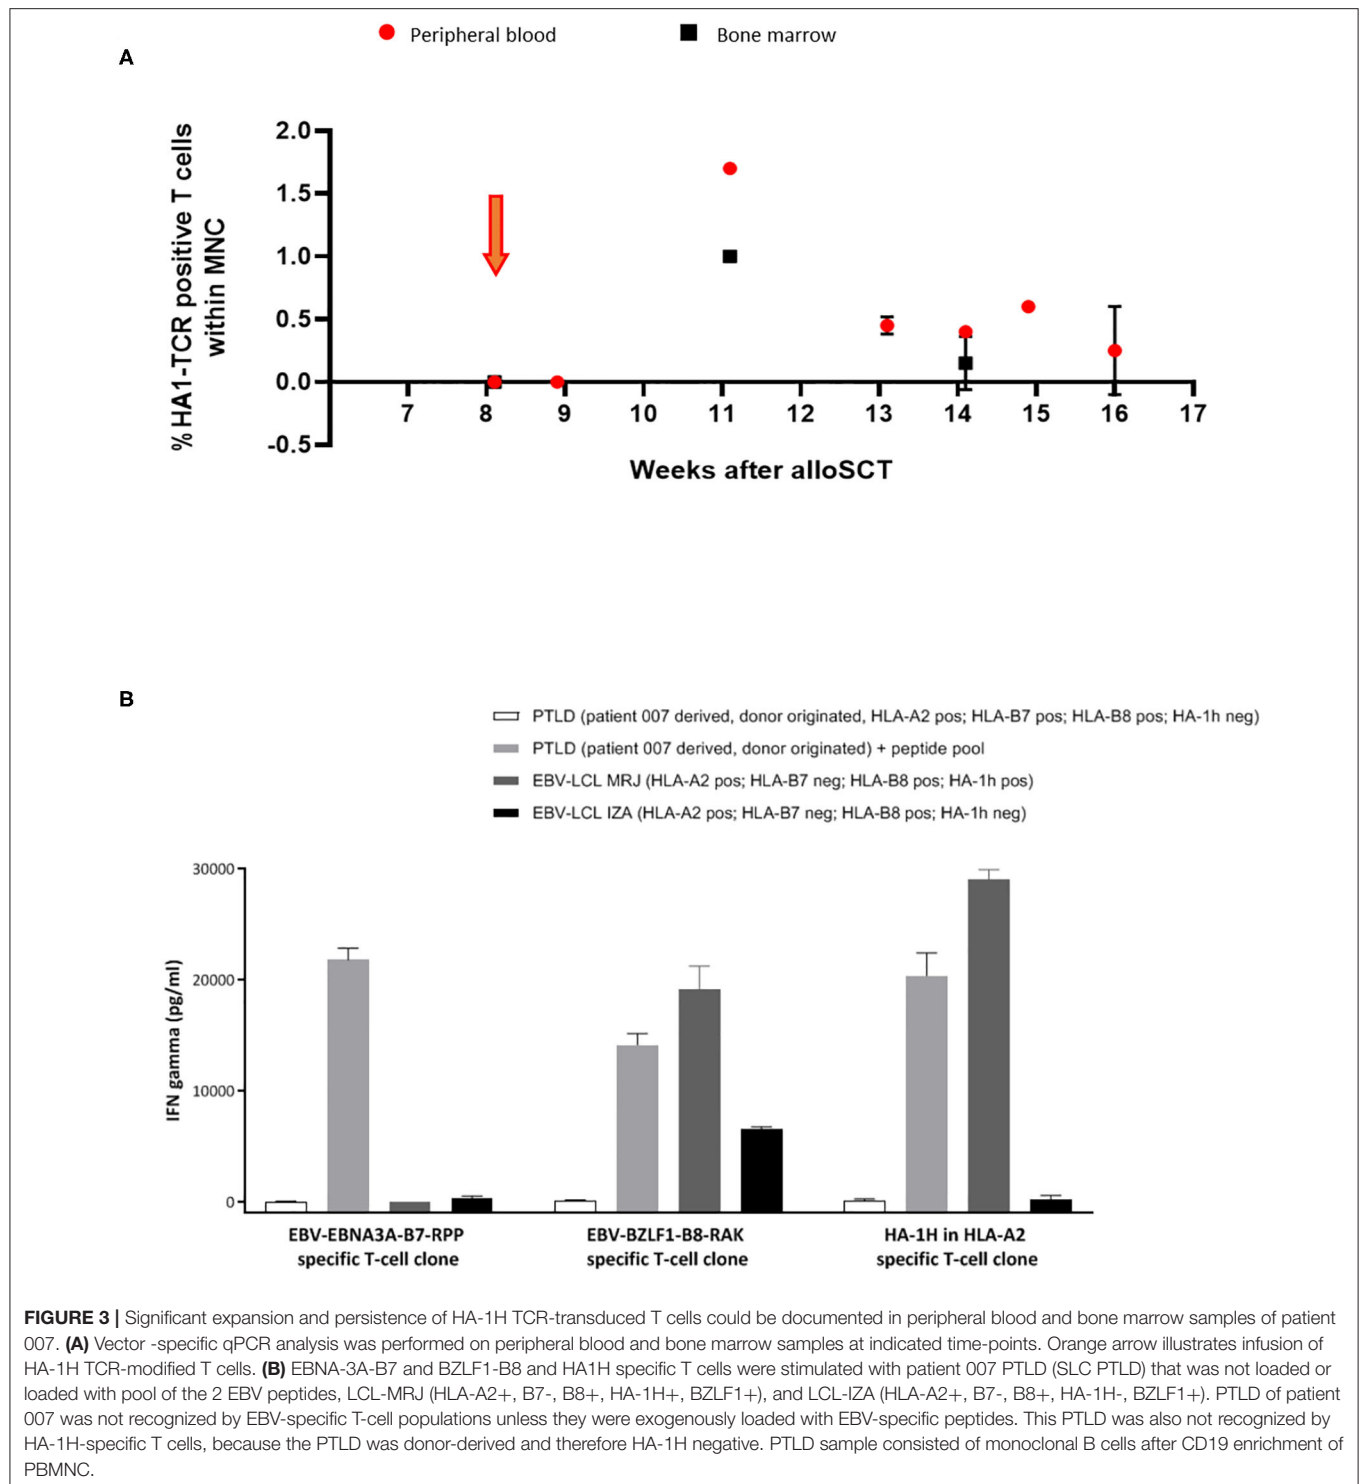 Peripheral blood
Bone marrow
A
%HA1-TCR positive T cells
within MNC
2.0
1.5
1.0
0.5
0.0
-0.5
7 8 9 10 11 12 13 14 15 16 17
Weeks after alloSCT
B
PTLD (patient 007 derived, donor originated, HLA-A2 pos; HLA-B7 pos; HLA-B8 pos; HA-1h neg)
PTLD (patient 007 derived, donor originated) + peptide pool
EBV-LCL MRJ (HLA-A2 pos; HLA-B7 neg; HLA-B8 pos; HA-1h pos)
EBV-LCL IZA (HLA-A2 pos; HLA-B7 neg; HLA-B8 pos; HA-1h neg)
IFN gamma (pg/ml)
30000
20000
10000
0
EBV-EBNA3A-B7-RPP
specific T-cell clone
EBV-BZLF1-B8-RAK
specific T-cell clone
HA-1H in HLA-A2
specific T-cell clone
FIGURE 3 | Significant expansion and persistence of HA-1H TCR-transduced T cells could be documented in peripheral blood and bone marrow samples of patient
007. (A) Vector -specific qPCR analysis was performed on peripheral blood and bone marrow samples at indicated time-points. Orange arrow illustrates infusion of
HA-1H TCR-modified T cells. (B) EBNA-3A-B7 and BZLF1-B8 and HA1H specific T cells were stimulated with patient 007 PTLD (SLC PTLD) that was not loaded or
loaded with pool of the 2 EBV peptides, LCL-MRJ (HLA-A2+, B7-, B8+, HA-1H+, BZLF1+), and LCL-IZA (HLA-A2+, B7-, B8+, HA-1H-, BZLF1+). PTLD of patient
007 was not recognized by EBV-specific T-cell populations unless they were exogenously loaded with EBV-specific peptides. This PTLD was also not recognized by
HA-1H-specific T cells, because the PTLD was donor-derived and therefore HA-1H negative. PTLD sample consisted of monoclonal B cells after CD19 enrichment of
PBMNC.